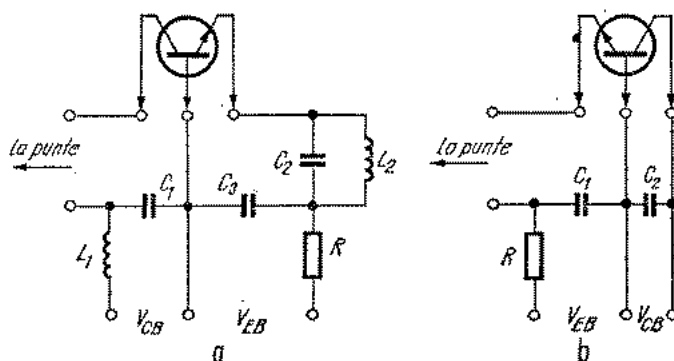 la punte
C1
C3
C2
L2
L1
R
VCB
VEB
a
la punte
C1
C2
R
VEB
VCB
b